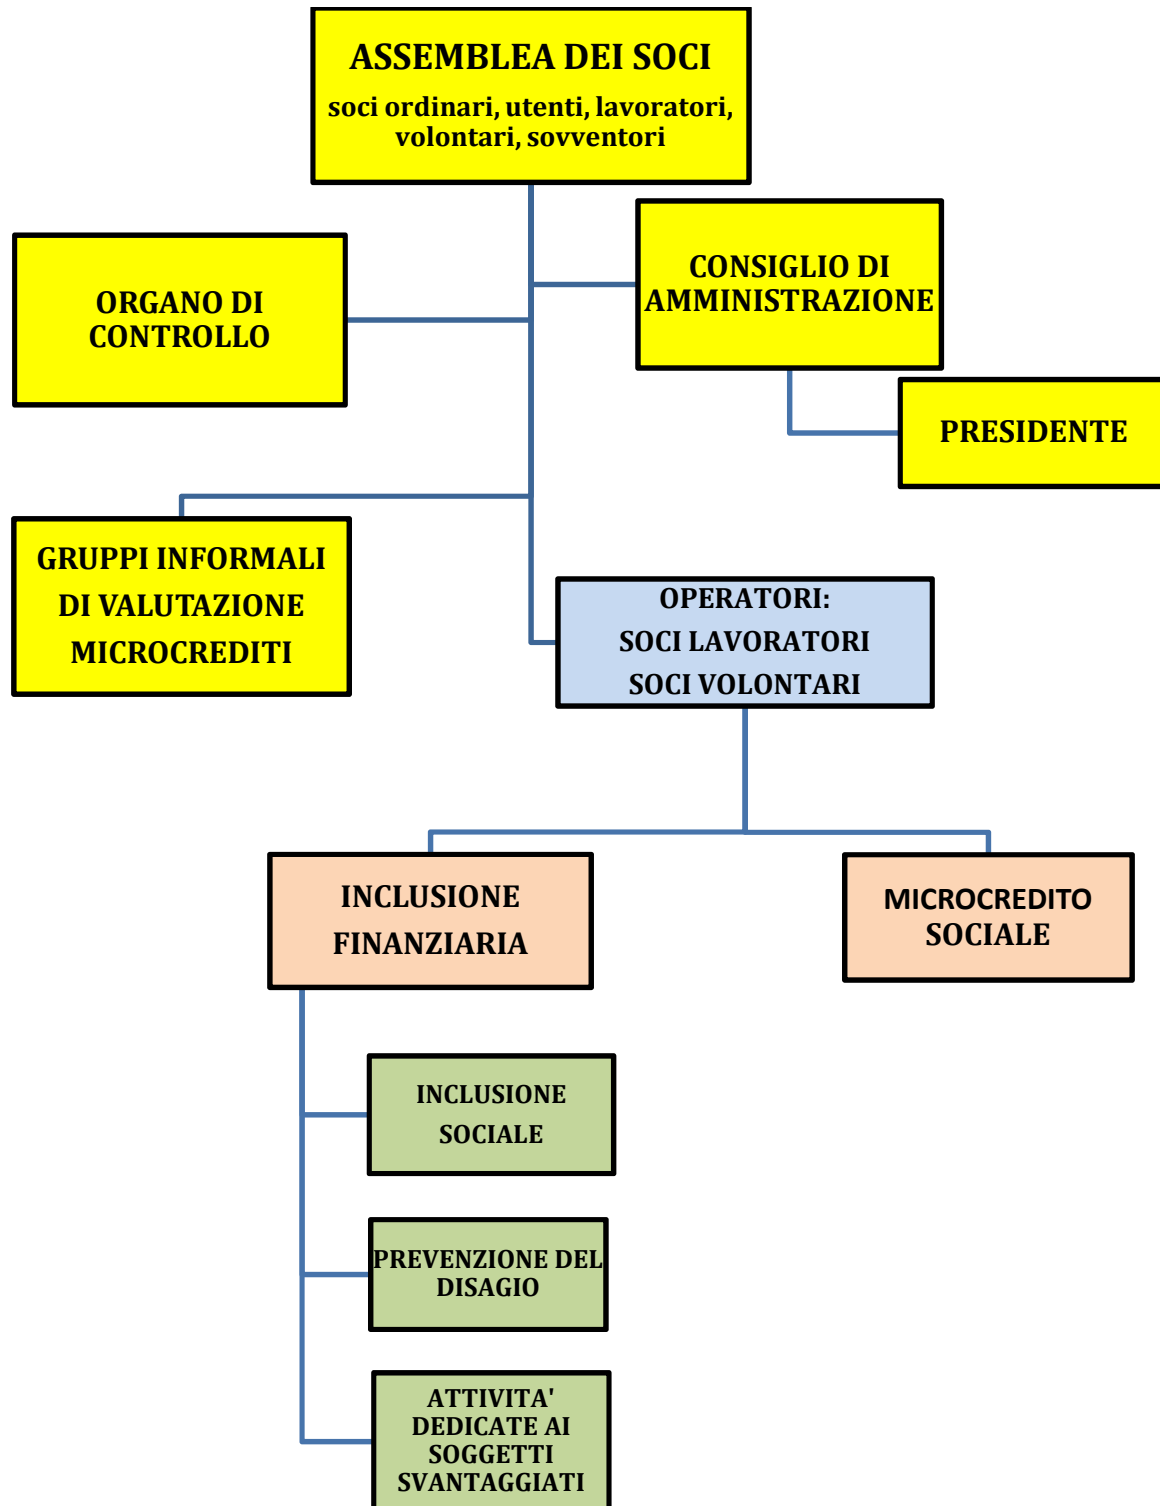 ASSEMBLEA DEI SOCI
soci ordinari, utenti, lavoratori,
volontari, sovventori
CONSIGLIO DI
AMMINISTRAZIONE
ORGANO DI
CONTROLLO
PRESIDENTE
GRUPPI INFORMALI
DI VALUTAZIONE
MICROCREDITI
OPERATORI:
SOCI LAVORATORI
SOCI VOLONTARI
INCLUSIONE
FINANZIARIA
MICROCREDITO
SOCIALE
INCLUSIONE
SOCIALE
PREVENZIONE DEL
DISAGIO
ATTIVITA'
DEDICATE AI
SOGGETTI
SVANTAGGIATI